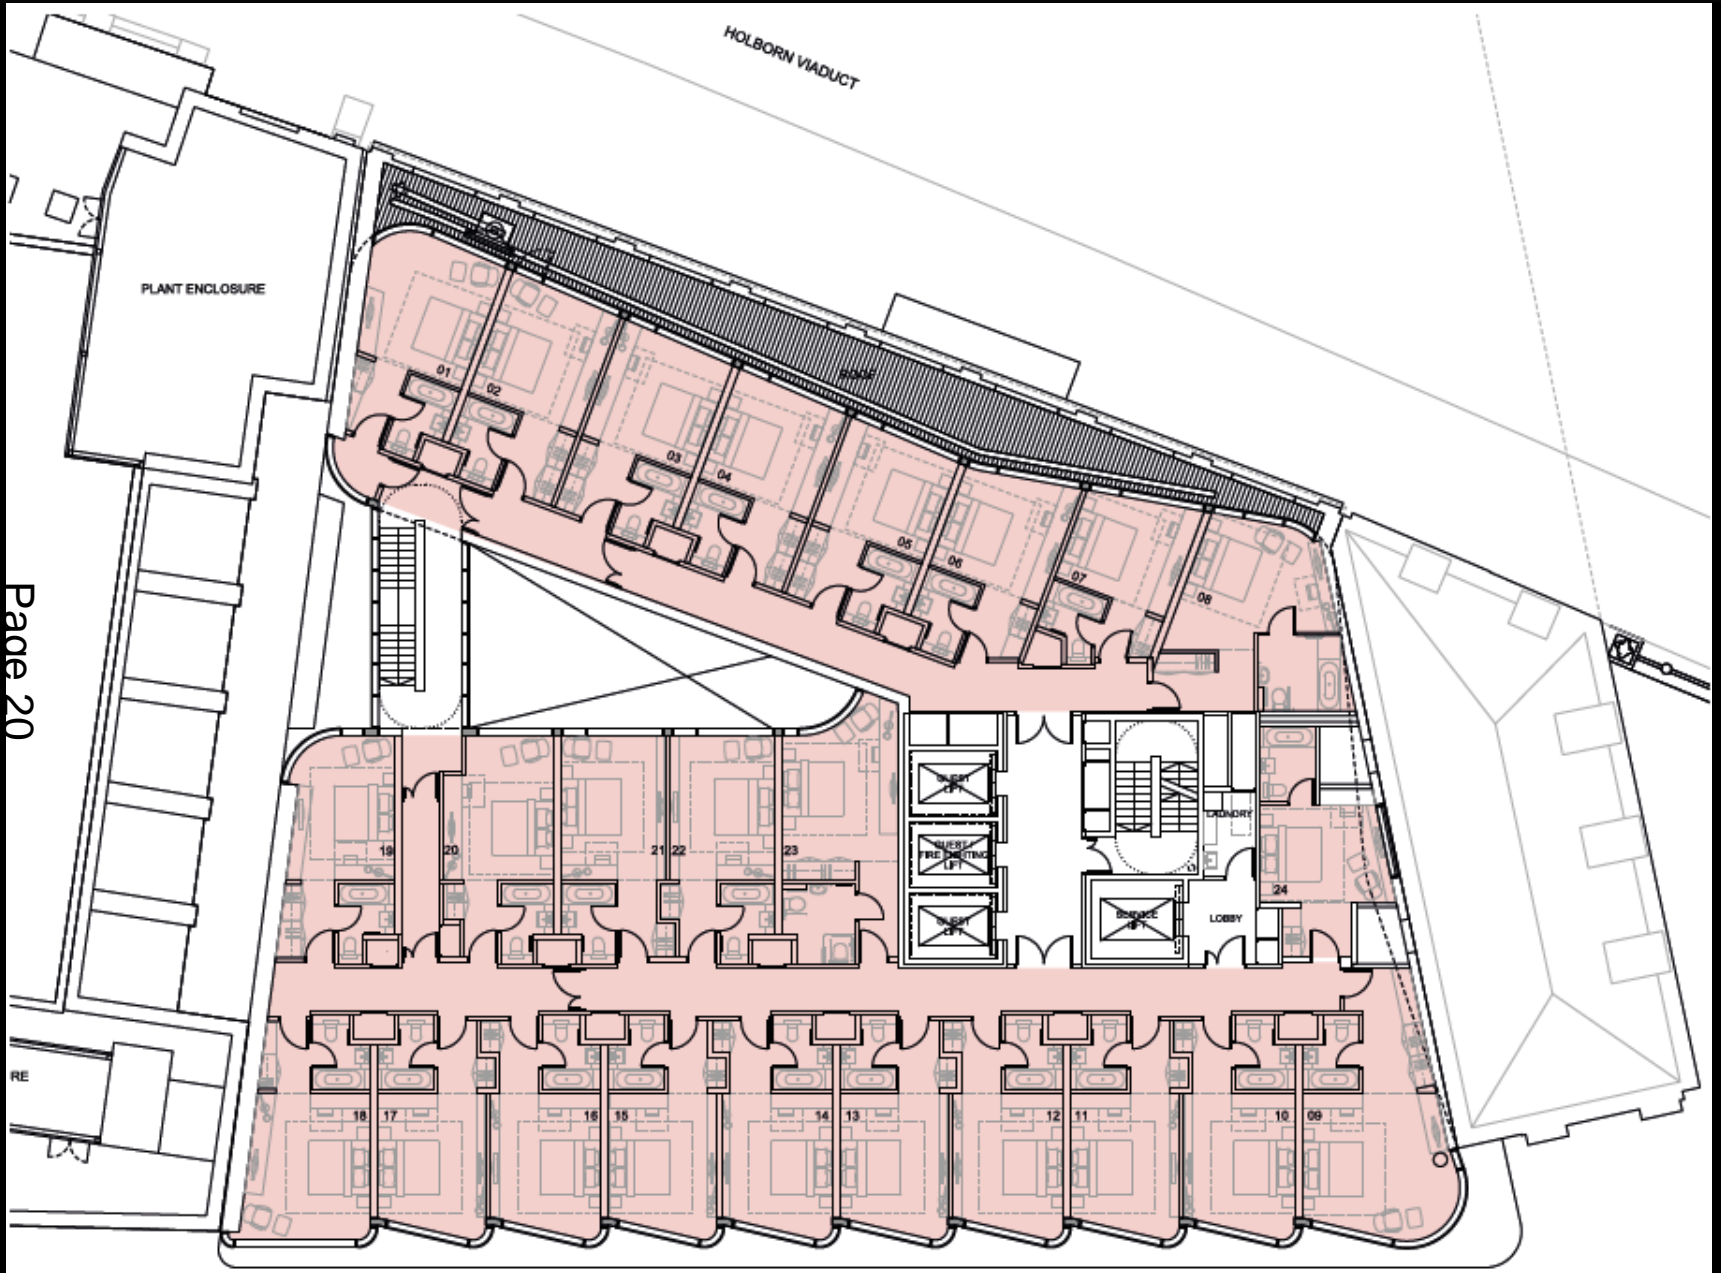 HOLBORN VIADUCT
PLANT ENCLOSURE
ROOF
01
02
03
04
05
06
07
08
Page 20
GUEST
LIFT
GUEST /
FIRE FIGHTING
LIFT
GUEST
LIFT
LAUNDRY
SERVICE
LIFT
LOBBY
19
20
21
22
23
24
RE
18
17
16
15
14
13
12
11
10
09